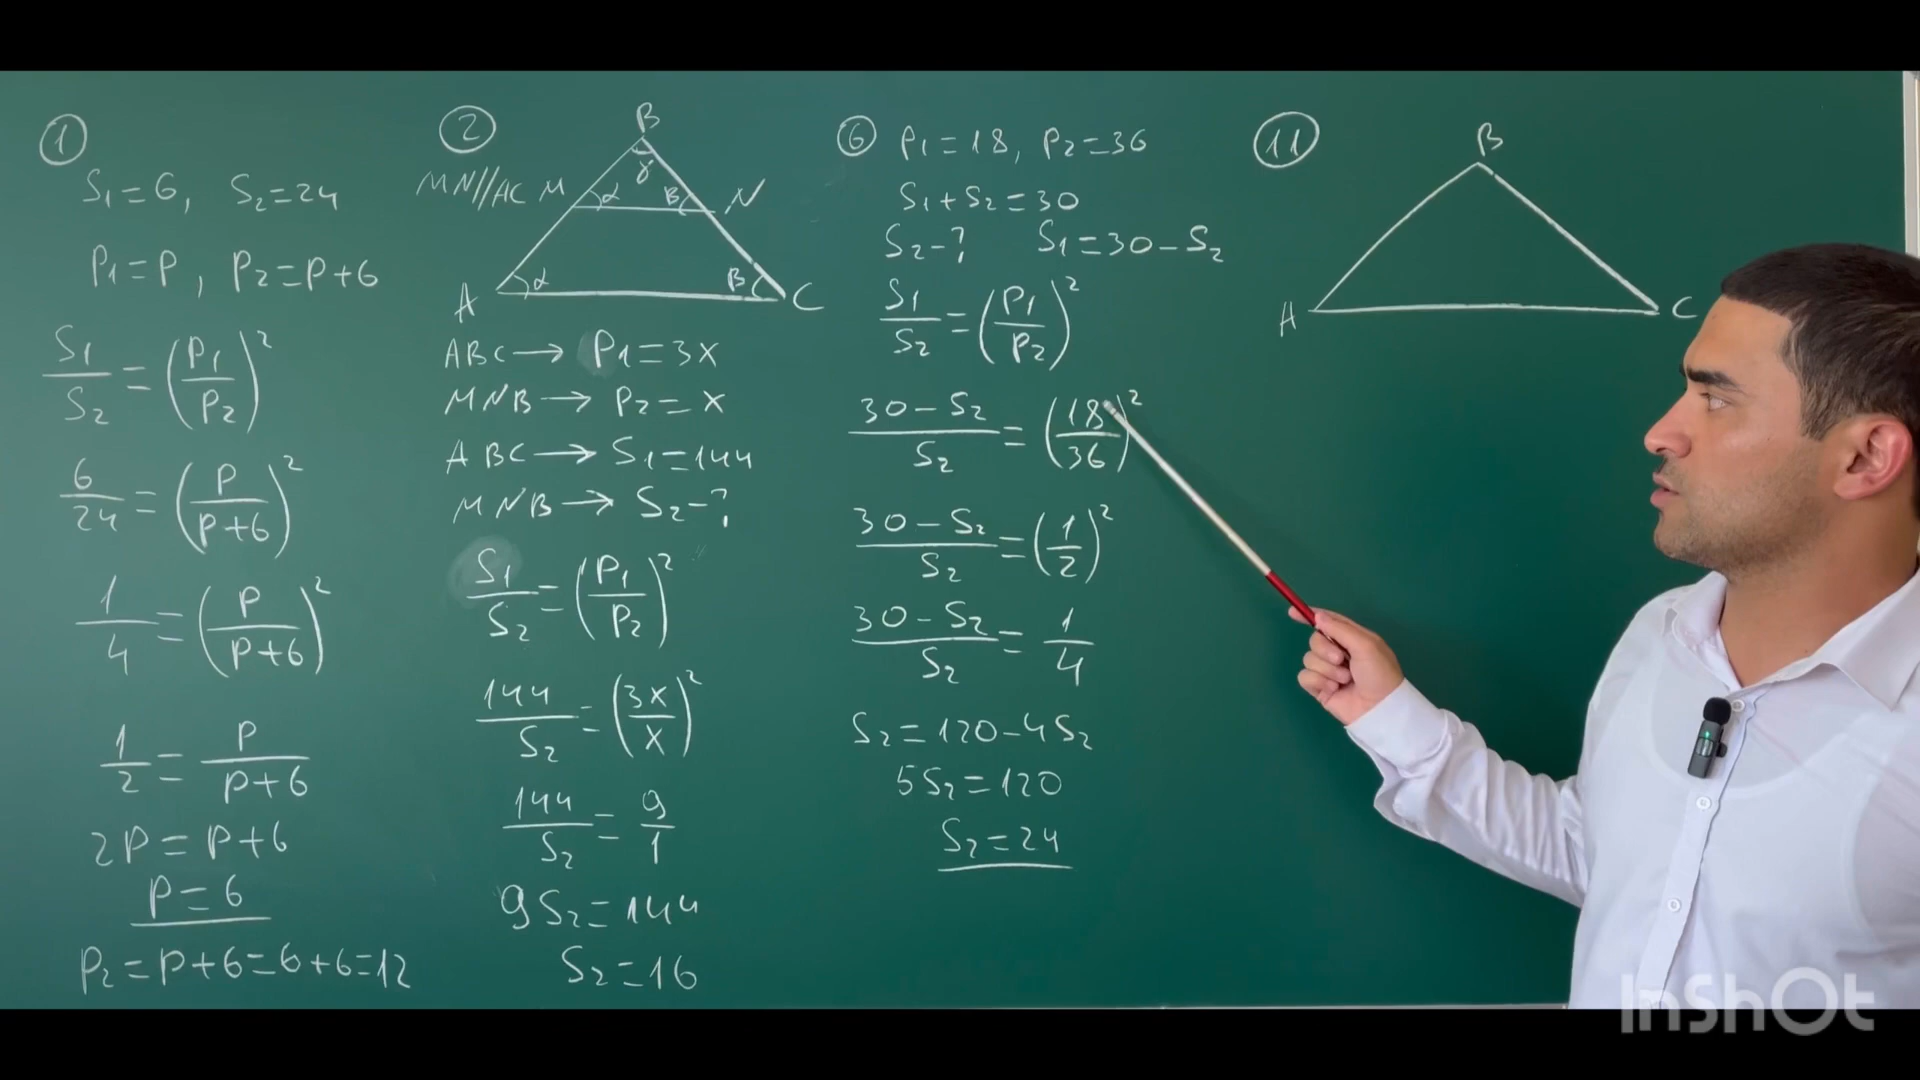 1
S₁=6, S₂=24
P₁=P, P₂=P+6
S₁/S₂=(P₁/P₂)²
6/24=(P/P+6)²
1/4=(P/P+6)²
1/2=P/P+6
2P=P+6
P=6
P₂=P+6=6+6=12
2
B
γ
MN//AC M α B N
A α B C
ABC→P₁=3x
MNB→P₂=x
ABC→S₁=144
MNB→S₂-?
S₁/S₂=(P₁/P₂)²
144/S₂=(3x/x)²
144/S₂=9/1
9S₂=144
S₂=16
6 P₁=18, P₂=36
S₁+S₂=30
S₂-? S₁=30-S₂
S₁/S₂=(P₁/P₂)²
30-S₂/S₂=(18/36)²
30-S₂/S₂=(1/2)²
30-S₂/S₂=1/4
S₂=120-4S₂
5S₂=120
S₂=24
11
B
A C
InShOt